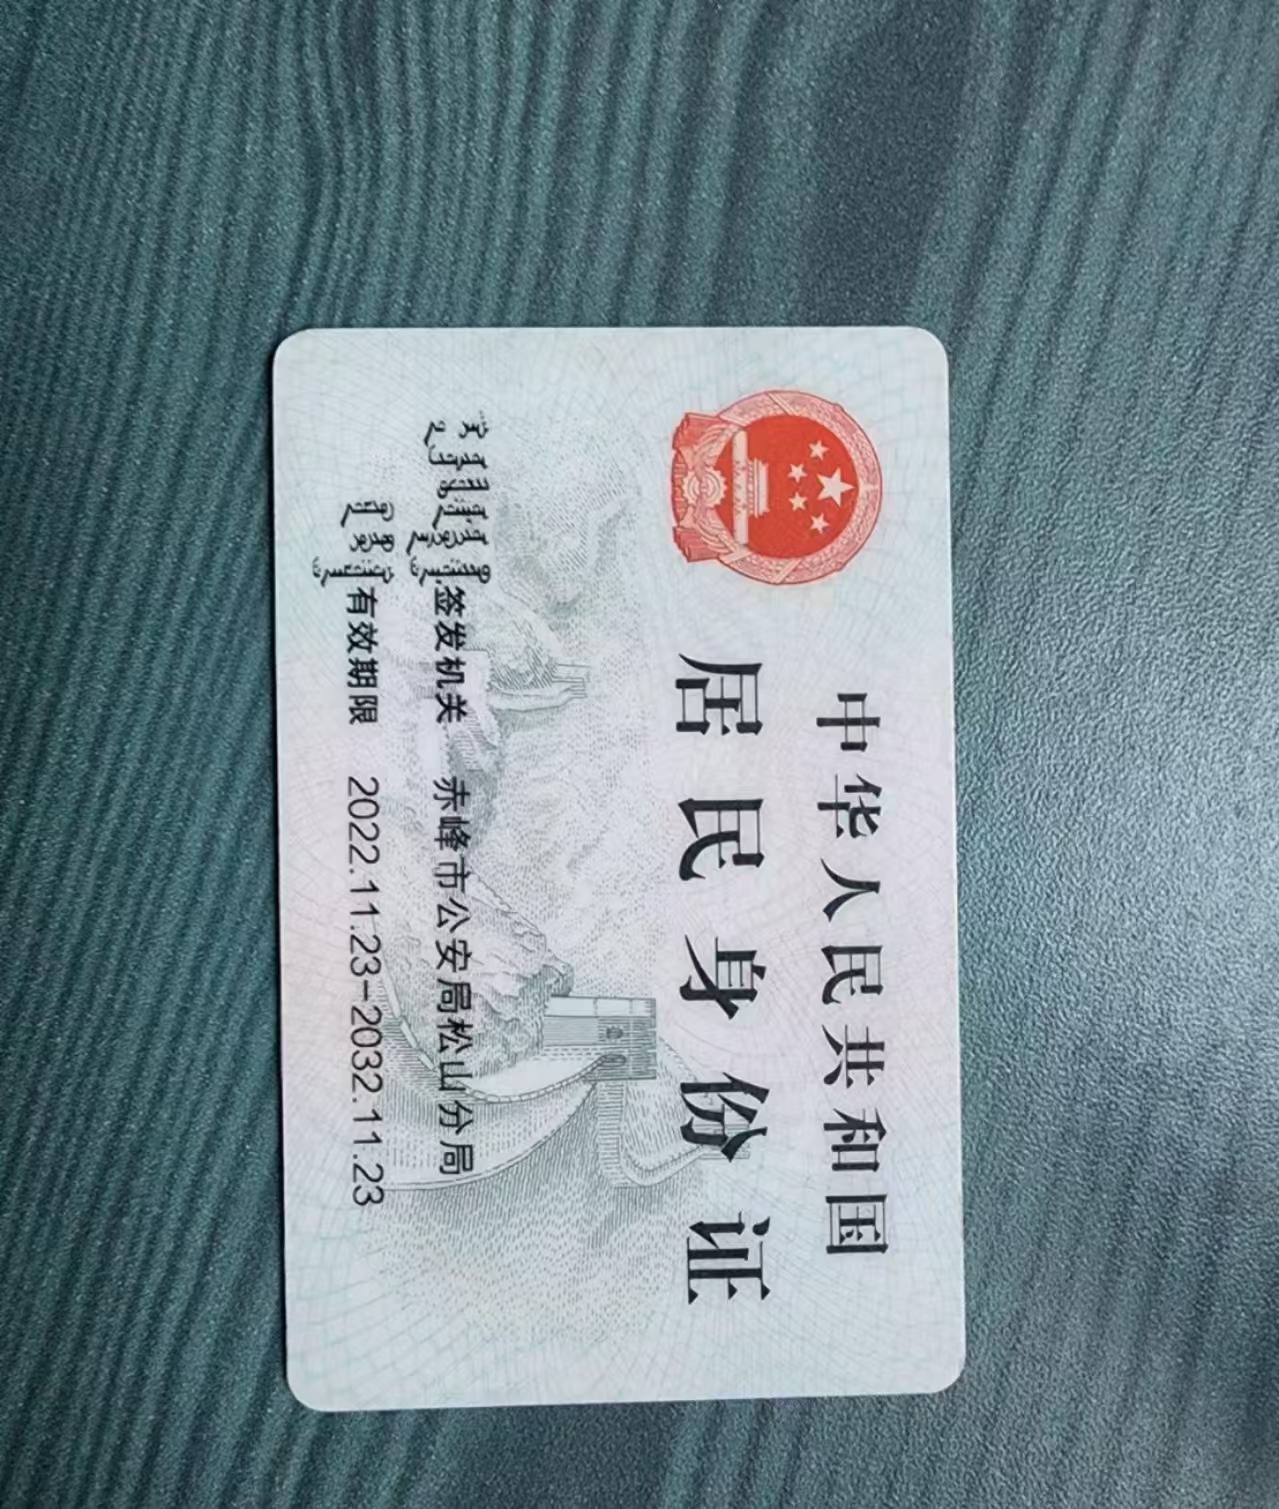 中华人民共和国
居民身份证
签发机关 赤峰市公安局松山分局
有效期限 2022.11.23-2032.11.23